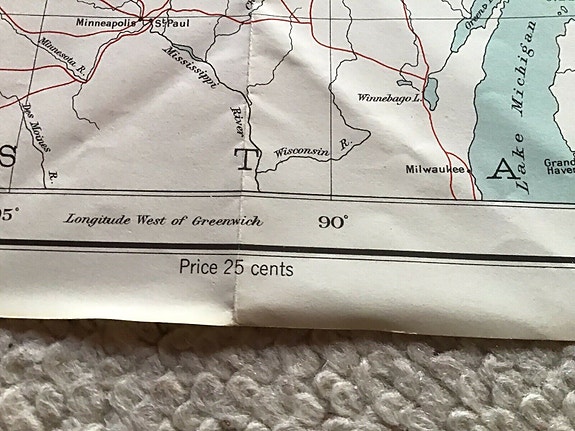 Minneapolis
St.Paul
Minnesota R.
Mississippi
River
Des Moines
R.
Winnebago L.
Wisconsin R.
Lake Michigan
Milwaukee
Grand
Haven
S T A
95°
Longitude West of Greenwich
90°
Price 25 cents